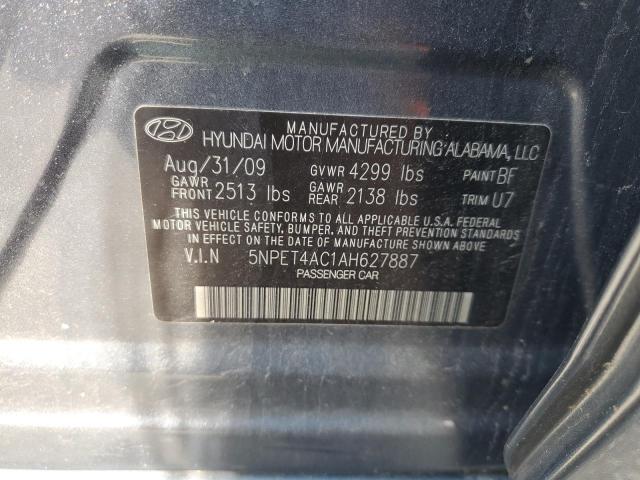 MANUFACTURED BY
HYUNDAI MOTOR MANUFACTURING ALABAMA, LLC
Aug/31/09 GVWR 4299 lbs PAINT BF
GAWR FRONT 2513 lbs GAWR REAR 2138 lbs TRIM U7
THIS VEHICLE CONFORMS TO ALL APPLICABLE U.S.A. FEDERAL
MOTOR VEHICLE SAFETY, BUMPER, AND THEFT PREVENTION STANDARDS
IN EFFECT ON THE DATE OF MANUFACTURE SHOWN ABOVE.
V.I.N 5NPET4AC1AH627887
PASSENGER CAR